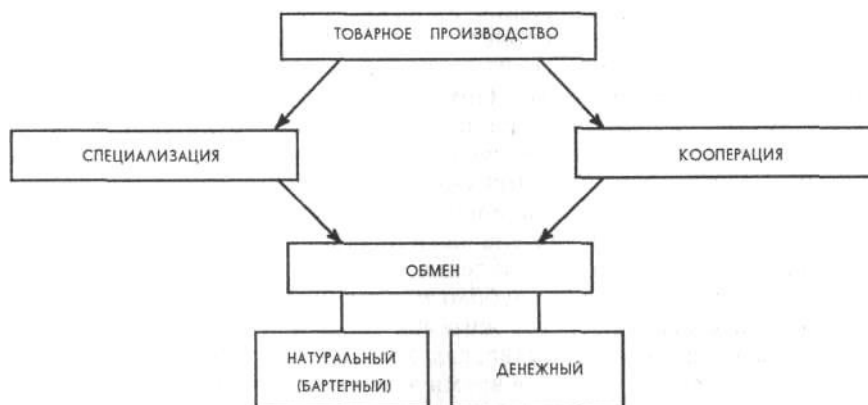 ТОВАРНОЕ ПРОИЗВОДСТВО
СПЕЦИАЛИЗАЦИЯ
КООПЕРАЦИЯ
ОБМЕН
НАТУРАЛЬНЫЙ
(БАРТЕРНЫЙ)
ДЕНЕЖНЫЙ